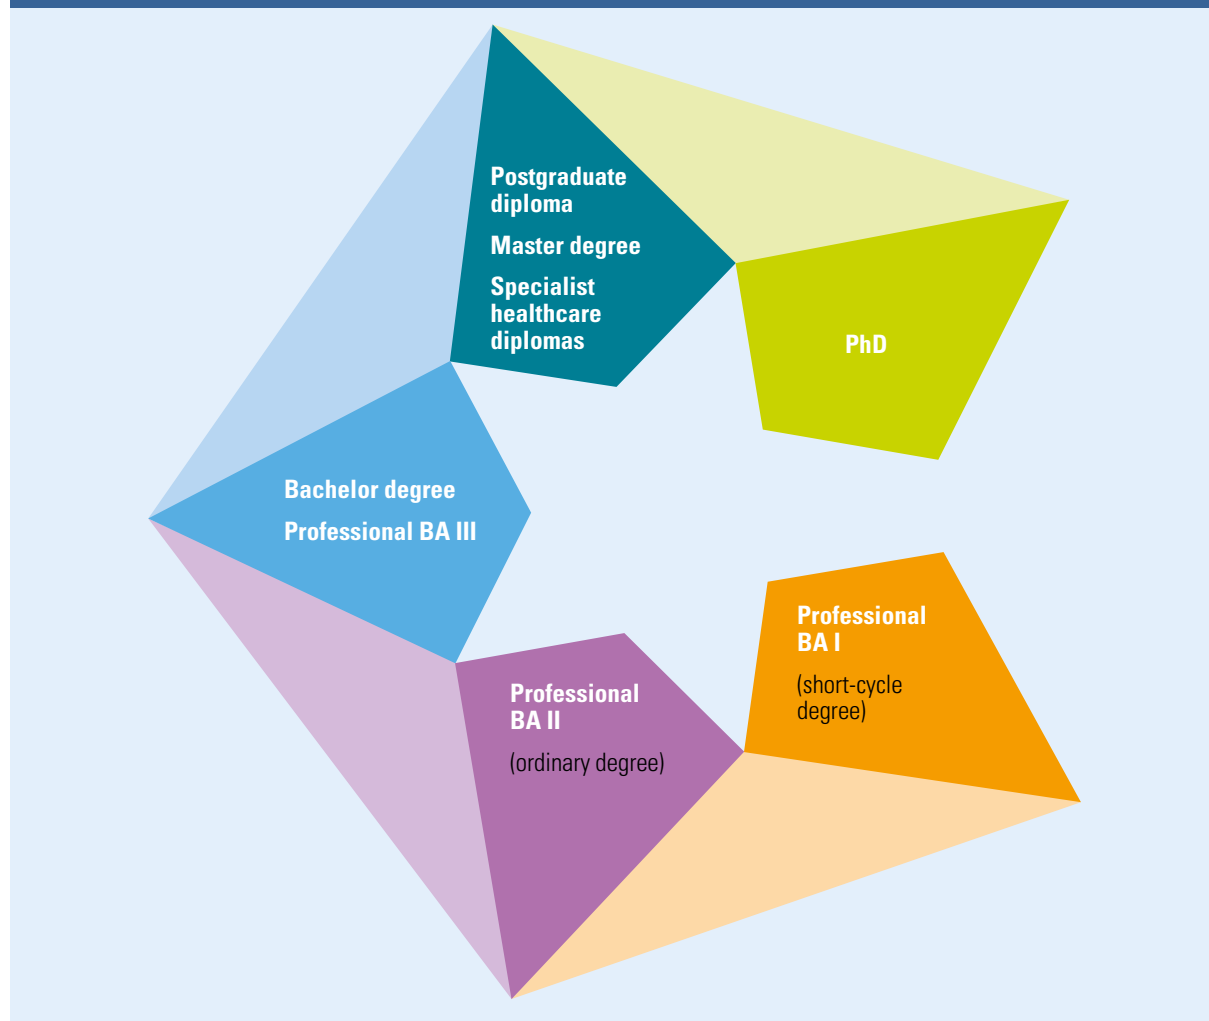 Postgraduate
diploma
Master degree
Specialist
healthcare
diplomas
PhD
Bachelor degree
Professional BA III
Professional
BA II
(ordinary degree)
Professional
BA I
(short-cycle
degree)